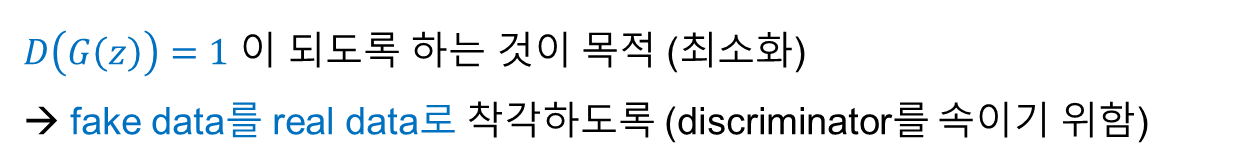 D(G(z)) = 1 이 되도록 하는 것이 목적 (최소화)
→ fake data를 real data로 착각하도록 (discriminator를 속이기 위함)